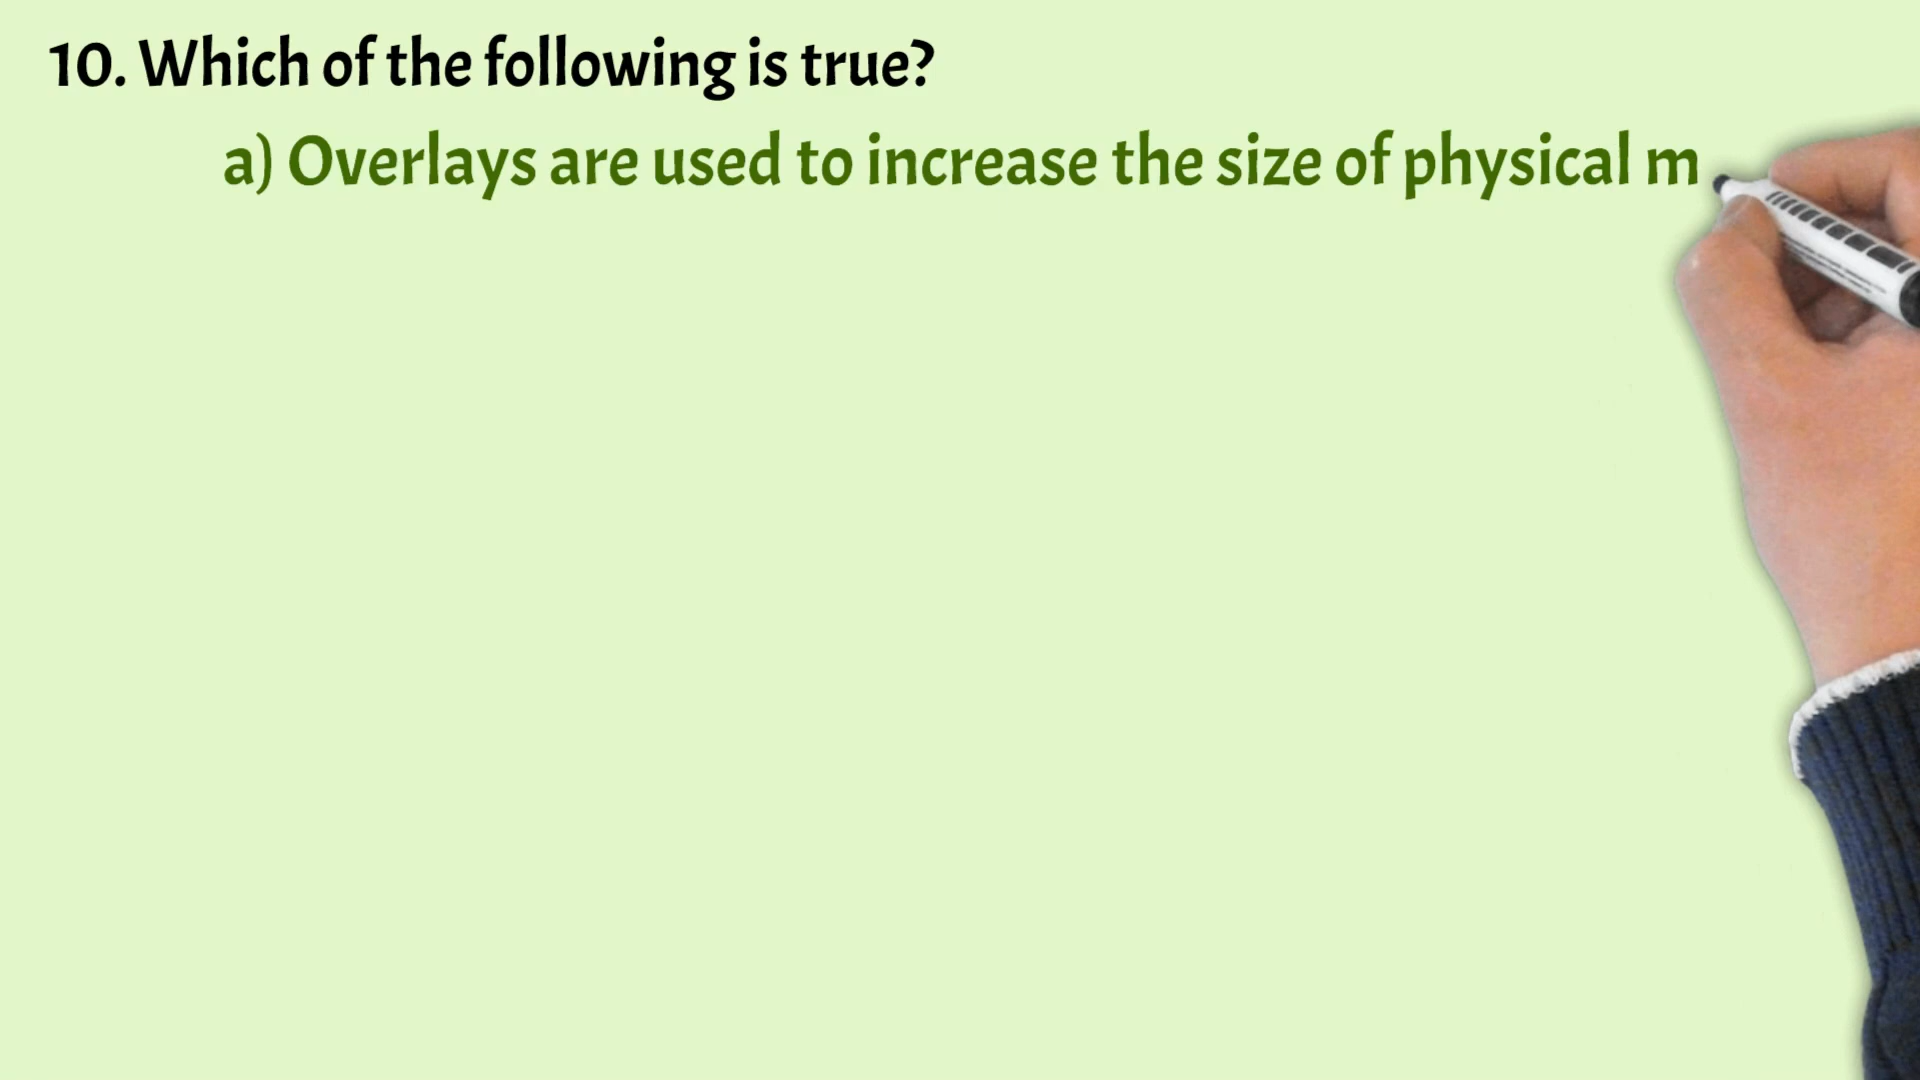 10. Which of the following is true?
a) Overlays are used to increase the size of physical m